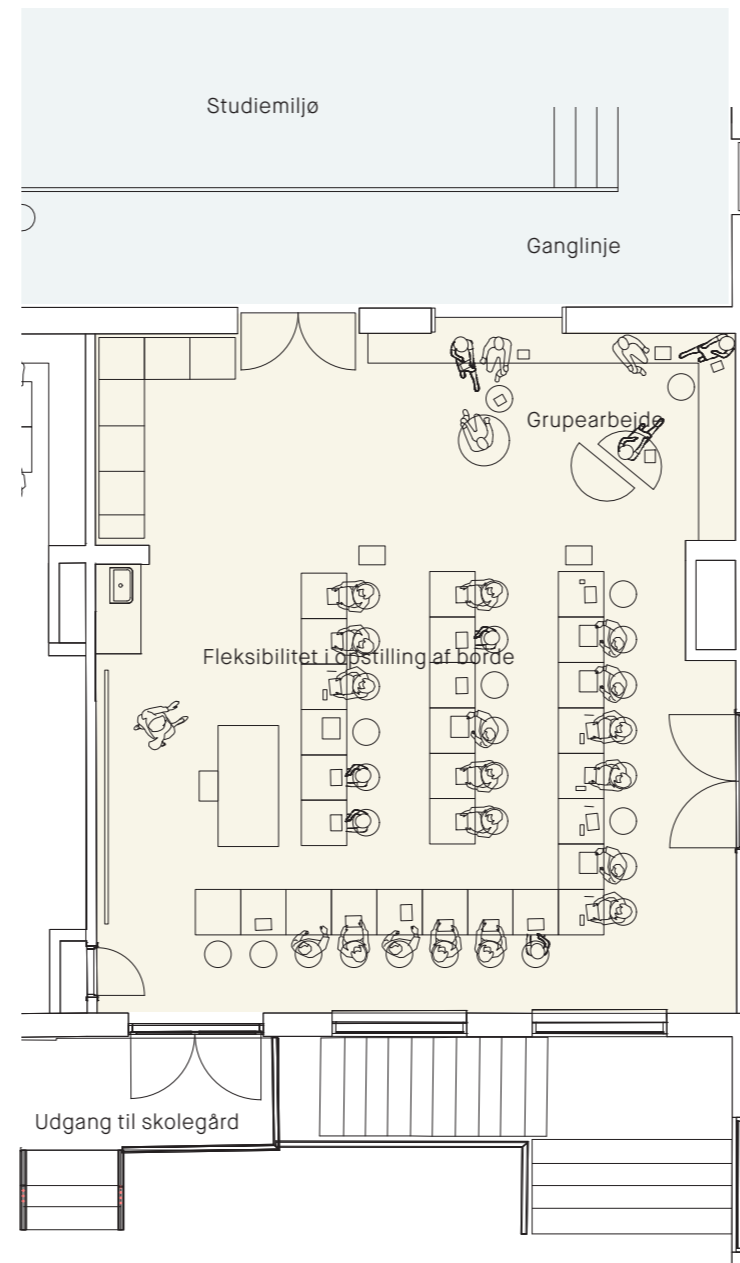 Studiemiljø
Ganglinje
Grupearbejde
Fleksibilitet i opstilling af borde
Udgang til skolegård